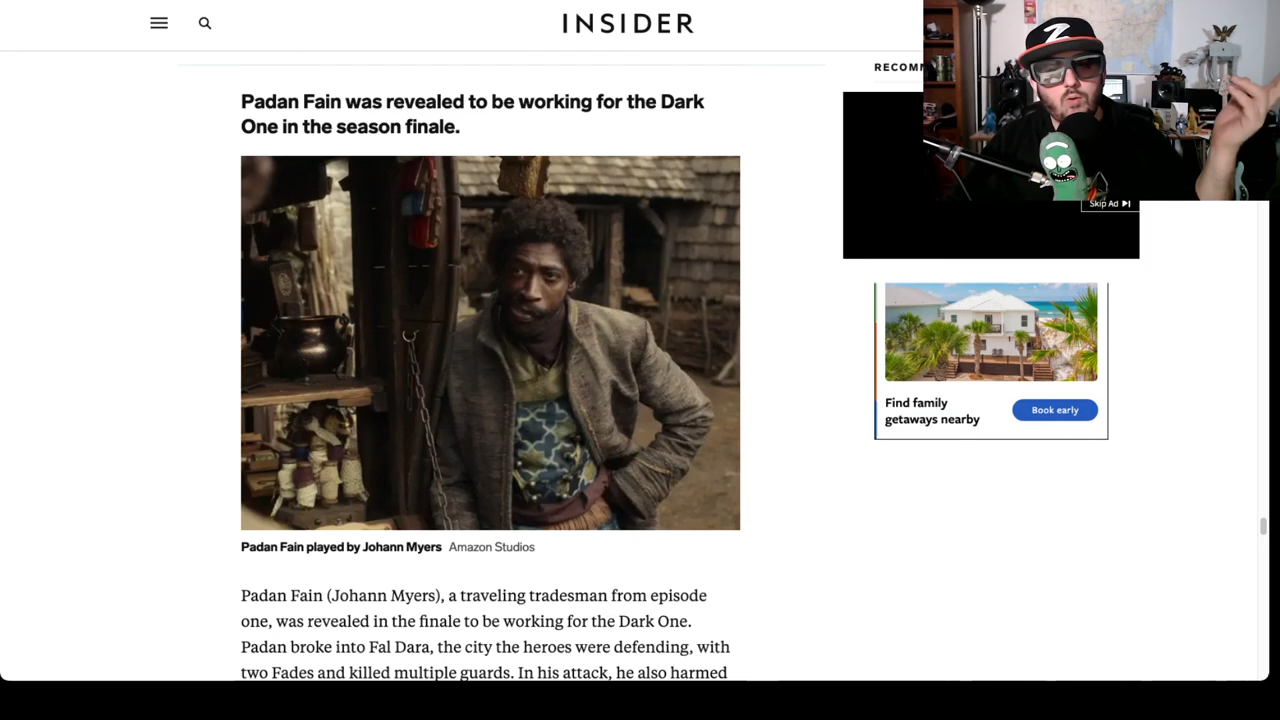 INSIDER
RECOMM
Padan Fain was revealed to be working for the Dark
One in the season finale.
Skip Ad
Find family
getaways nearby
Book early
Padan Fain played by Johann Myers Amazon Studios
Padan Fain (Johann Myers), a traveling tradesman from episode
one, was revealed in the finale to be working for the Dark One.
Padan broke into Fal Dara, the city the heroes were defending, with
two Fades and killed multiple guards. In his attack, he also harmed